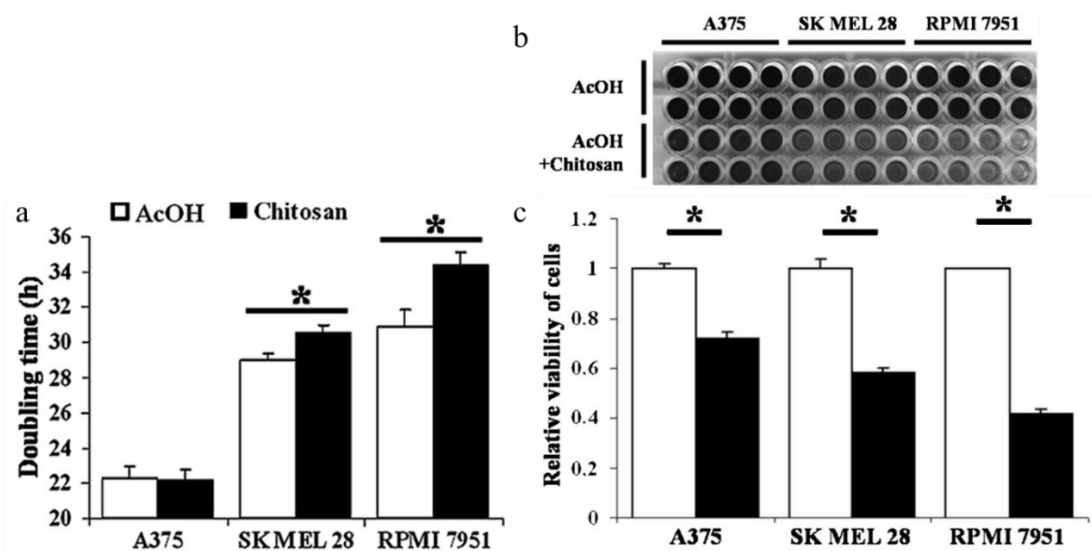 b
A375 SK MEL 28 RPMI 7951
AcOH
AcOH
+Chitosan
a
AcOH Chitosan
Doubling time (h)
36
34
32
30
28
26
24
22
20
*
*
A375 SK MEL 28 RPMI 7951
c
Relative viability of cells
1.2
1
0.8
0.6
0.4
0.2
0
*
*
*
A375 SK MEL 28 RPMI 7951